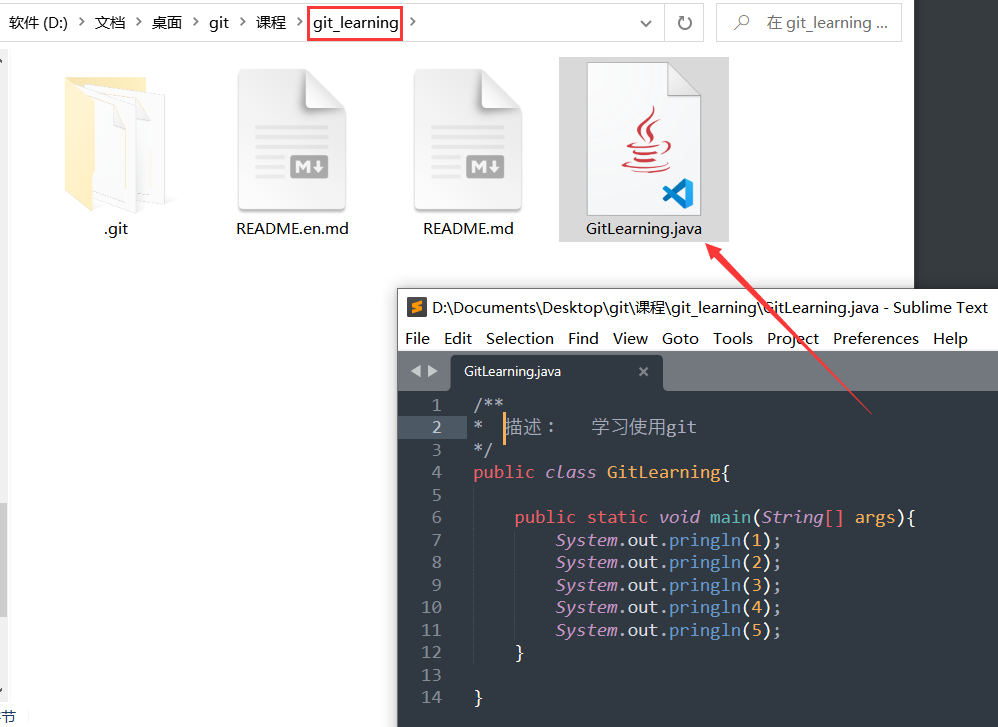 软件 (D:) > 文档 > 桌面 > git > 课程 > git_learning >
在 git_learning ...
.git
README.en.md
README.md
GitLearning.java
D:\Documents\Desktop\git\课程\git_learning\GitLearning.java - Sublime Text
File Edit Selection Find View Goto Tools Project Preferences Help
GitLearning.java ×
1 /**
2 * 描述： 学习使用git
3 */
4 public class GitLearning{
5
6 public static void main(String[] args){
7 System.out.pringln(1);
8 System.out.pringln(2);
9 System.out.pringln(3);
10 System.out.pringln(4);
11 System.out.pringln(5);
12 }
13
14 }
节